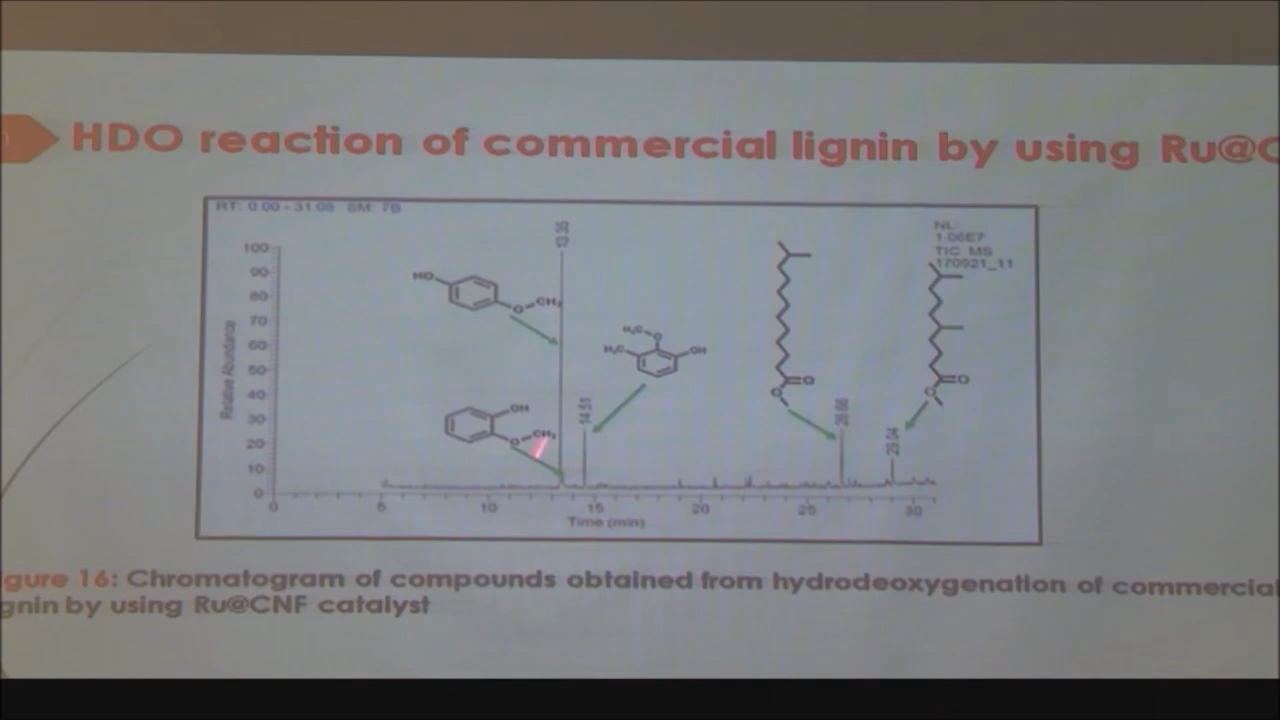 HDO reaction of commercial lignin by using Ru@C
RT: 0.00 - 31.09 SM: 7B
NL:
1.06E7
TIC MS
170921_11
13.35
100
90
80
70
60
50
40
30
20
10
0
Relative Abundance
HO
O-CH₃
H₃C
O
H₃C
OH
OH
O-CH₃
14.51
O
O
26.66
O
O
29.04
0
5
10
15
20
25
30
Time (min)
gure 16: Chromatogram of compounds obtained from hydrodeoxygenation of commercial
gnin by using Ru@CNF catalyst